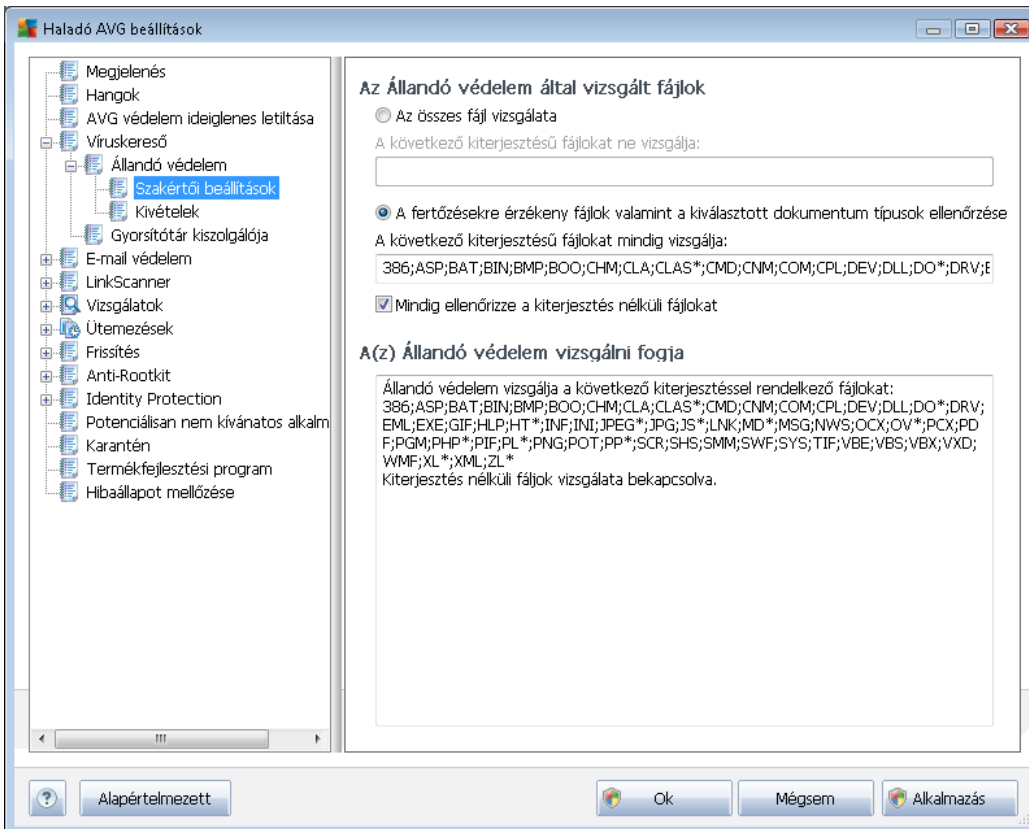 Haladó AVG beállítások
Megjelenés
Hangok
AVG védelem ideiglenes letiltása
Víruskereső
Állandó védelem
Szakértői beállítások
Kivételek
Gyorsítótár kiszolgálója
E-mail védelem
LinkScanner
Vizsgálatok
Ütemezések
Frissítés
Anti-Rootkit
Identity Protection
Potenciálisan nem kívánatos alkalm
Karantén
Termékfejlesztési program
Hibaállapot mellőzése
Az Állandó védelem által vizsgált fájlok
Az összes fájl vizsgálata
A következő kiterjesztésű fájlokat ne vizsgálja:
A fertőzésekre érzékeny fájlok valamint a kiválasztott dokumentum típusok ellenőrzése
A következő kiterjesztésű fájlokat mindig vizsgálja:
386;ASP;BAT;BIN;BMP;BOO;CHM;CLA;CLAS*;CMD;CNM;COM;CPL;DEV;DLL;DO*;DRV;E
Mindig ellenőrizze a kiterjesztés nélküli fájlokat
A(z) Állandó védelem vizsgálni fogja
Állandó védelem vizsgálja a következő kiterjesztéssel rendelkező fájlokat:
386;ASP;BAT;BIN;BMP;BOO;CHM;CLA;CLAS*;CMD;CNM;COM;CPL;DEV;DLL;DO*;DRV;
EML;EXE;GIF;HLP;HT*;INF;INI;JPEG*;JPG;JS*;LNK;MD*;MSG;NWS;OCX;OV*;PCX;PD
F;PGM;PHP*;PIF;PL*;PNG;POT;PP*;SCR;SHS;SMM;SWF;SYS;TIF;VBE;VBS;VBX;VXD;
WMF;XL*;XML;ZL*
Kiterjesztés nélküli fáljok vizsgálata bekapcsolva.
?
Alapértelmezett
Ok
Mégsem
Alkalmazás